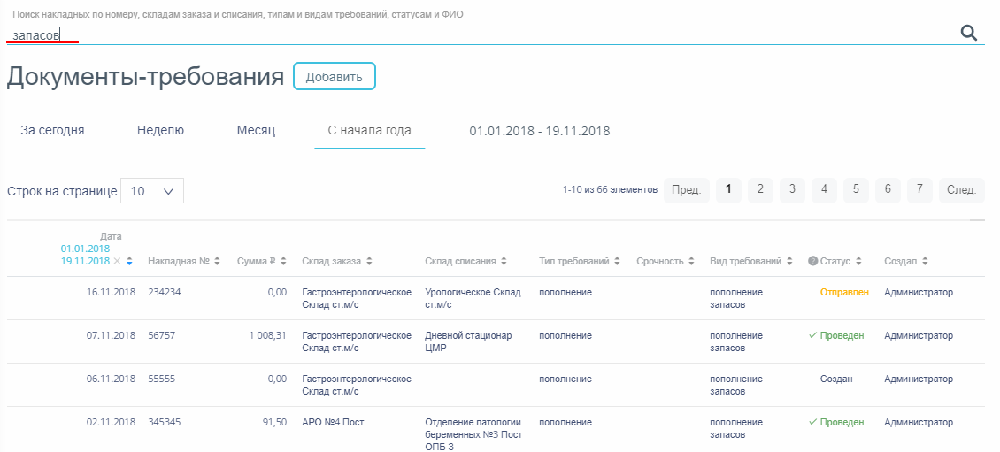 Поиск накладных по номеру, складам заказа и списания, типам и видам требований, статусам и ФИО
запасов
Документы-требования Добавить
За сегодня Неделю Месяц С начала года 01.01.2018 - 19.11.2018
Строк на странице 10 1-10 из 66 элементов Пред. 1 2 3 4 5 6 7 След.
Дата
01.01.2018
19.11.2018 × Накладная № Сумма ₽ Склад заказа Склад списания Тип требований Срочность Вид требований ? Статус Создал
16.11.2018 234234 0,00 Гастроэнтерологическое Урологическое Склад пополнение пополнение Отправлен Администратор
Склад ст.м/с ст.м/с запасов
07.11.2018 56757 1 008,31 Гастроэнтерологическое Дневной стационар пополнение пополнение Проведен Администратор
Склад ст.м/с ЦМР запасов
06.11.2018 55555 0,00 Гастроэнтерологическое пополнение пополнение Создан Администратор
Склад ст.м/с запасов
02.11.2018 345345 91,50 АРО №4 Пост Отделение патологии пополнение пополнение Проведен Администратор
беременных №3 Пост запасов
ОПБ 3